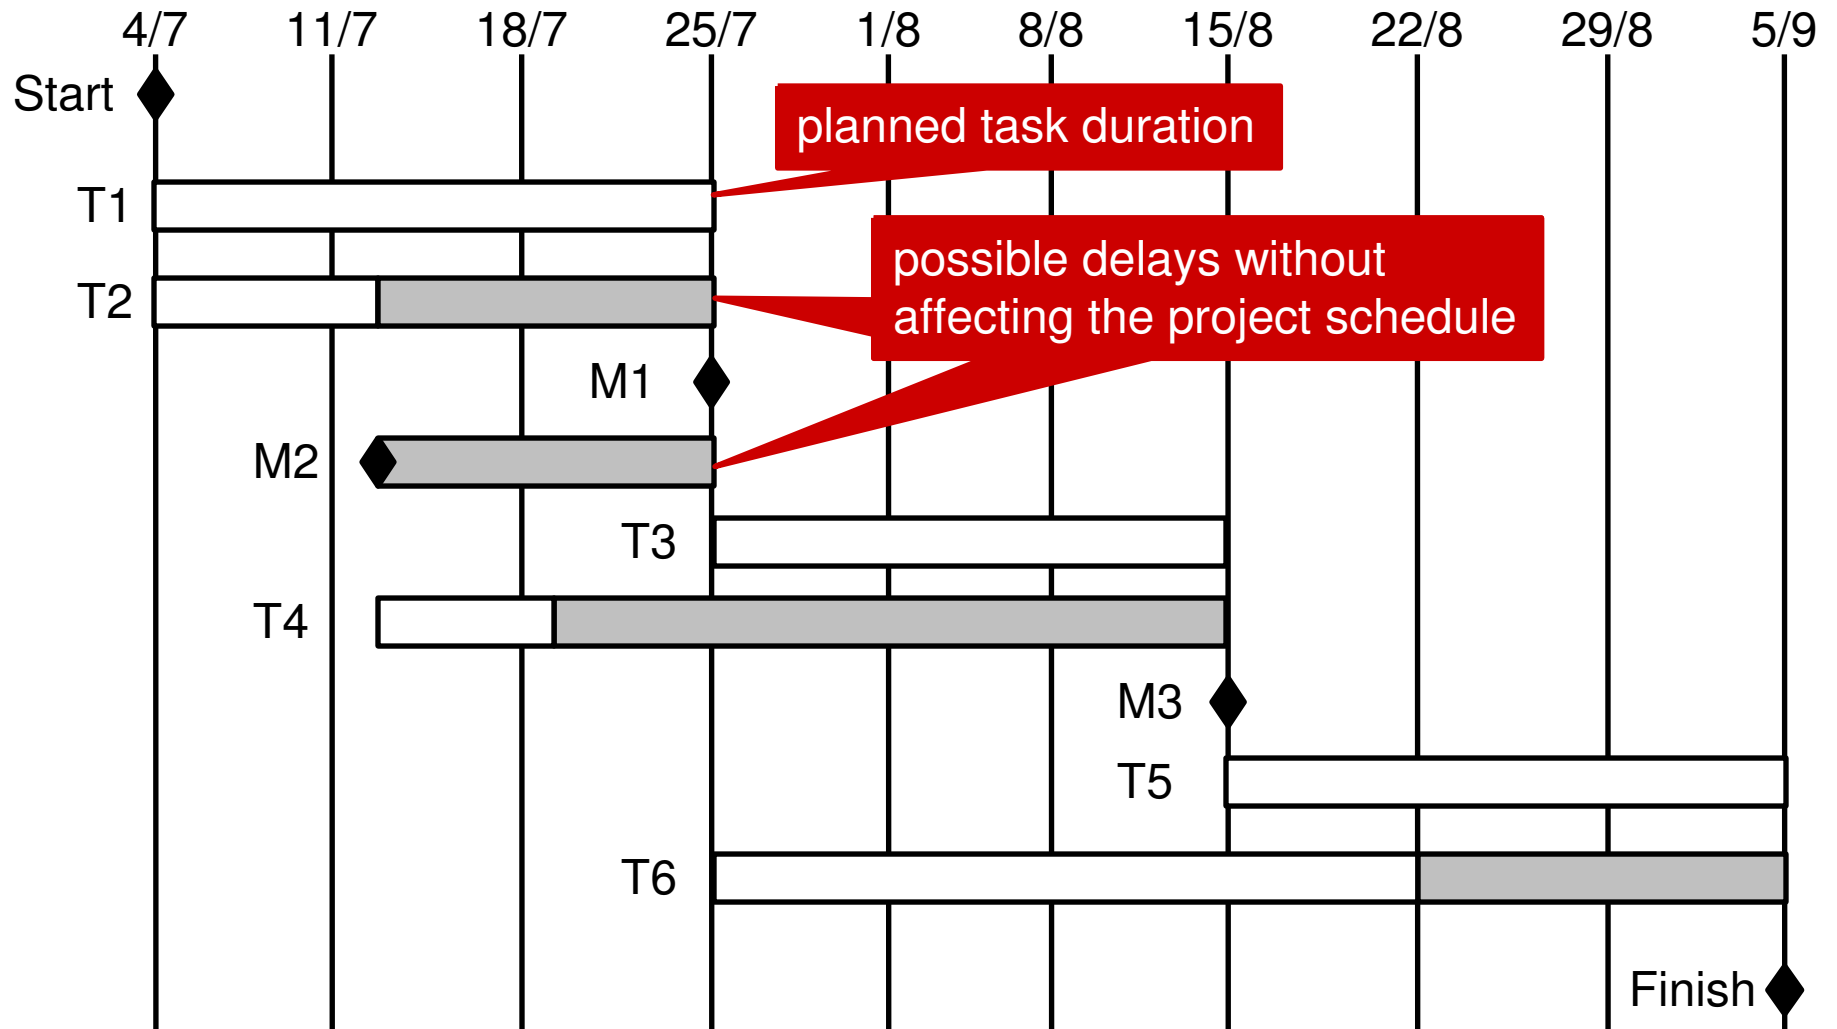 4/7 11/7 18/7 25/7 1/8 8/8 15/8 22/8 29/8 5/9
Start
planned task duration
T1
possible delays without
affecting the project schedule
T2
M1
M2
T3
T4
M3
T5
T6
Finish